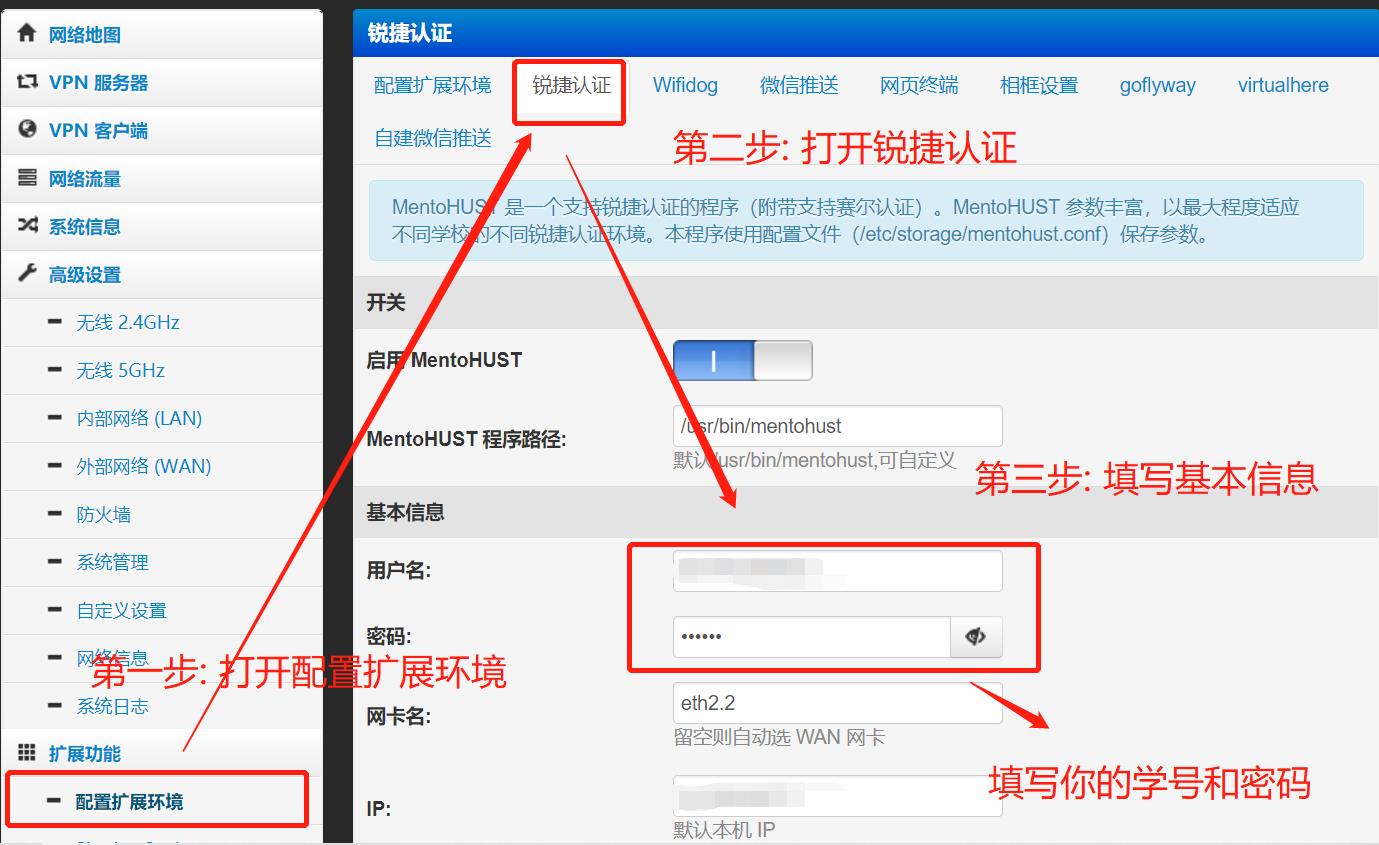 网络地图
VPN 服务器
VPN 客户端
网络流量
系统信息
高级设置
无线 2.4GHz
无线 5GHz
内部网络 (LAN)
外部网络 (WAN)
防火墙
系统管理
自定义设置
网络信息
系统日志
扩展功能
配置扩展环境
第一步: 打开配置扩展环境
锐捷认证
配置扩展环境 锐捷认证 Wifidog 微信推送 网页终端 相框设置 goflyway virtualhere
自建微信推送
第二步: 打开锐捷认证
MentoHUST 是一个支持锐捷认证的程序（附带支持赛尔认证）。MentoHUST 参数丰富，以最大程度适应
不同学校的不同锐捷认证环境。本程序使用配置文件（/etc/storage/mentohust.conf）保存参数。
开关
启用 MentoHUST
MentoHUST 程序路径:
/usr/bin/mentohust
默认/usr/bin/mentohust,可自定义
第三步: 填写基本信息
基本信息
用户名:
密码:
••••••
网卡名:
eth2.2
留空则自动选 WAN 网卡
填写你的学号和密码
IP:
默认本机 IP